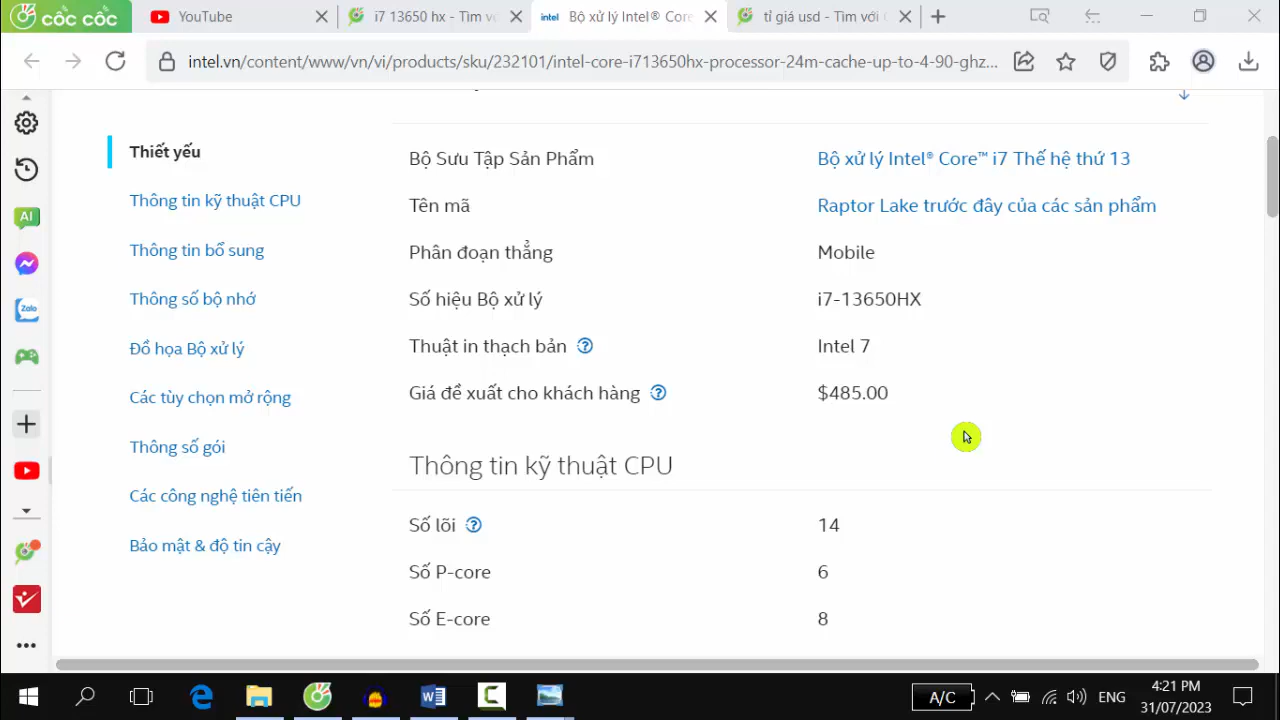 cốc cốc
YouTube
i7 13650 hx - Tìm vớ
intel
Bộ xử lý Intel® Core
tỉ giá usd - Tìm với
intel.vn/content/www/vn/vi/products/sku/232101/intel-core-i713650hx-processor-24m-cache-up-to-4-90-ghz...
Thiết yếu
Thông tin kỹ thuật CPU
Thông tin bổ sung
Thông số bộ nhớ
Đồ họa Bộ xử lý
Các tùy chọn mở rộng
Thông số gói
Các công nghệ tiên tiến
Bảo mật & độ tin cậy
AI
Zalo
Bộ Sưu Tập Sản Phẩm
Bộ xử lý Intel® Core™ i7 Thế hệ thứ 13
Tên mã
Raptor Lake trước đây của các sản phẩm
Phân đoạn thẳng
Mobile
Số hiệu Bộ xử lý
i7-13650HX
Thuật in thạch bản
Intel 7
Giá đề xuất cho khách hàng
$485.00
Thông tin kỹ thuật CPU
Số lõi
14
Số P-core
6
Số E-core
8
A/C
ENG
4:21 PM
31/07/2023